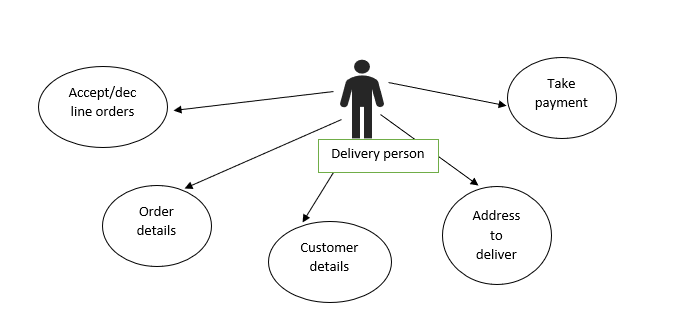 Accept/dec
line orders
Take
payment
Delivery person
Order
details
Customer
details
Address
to
deliver